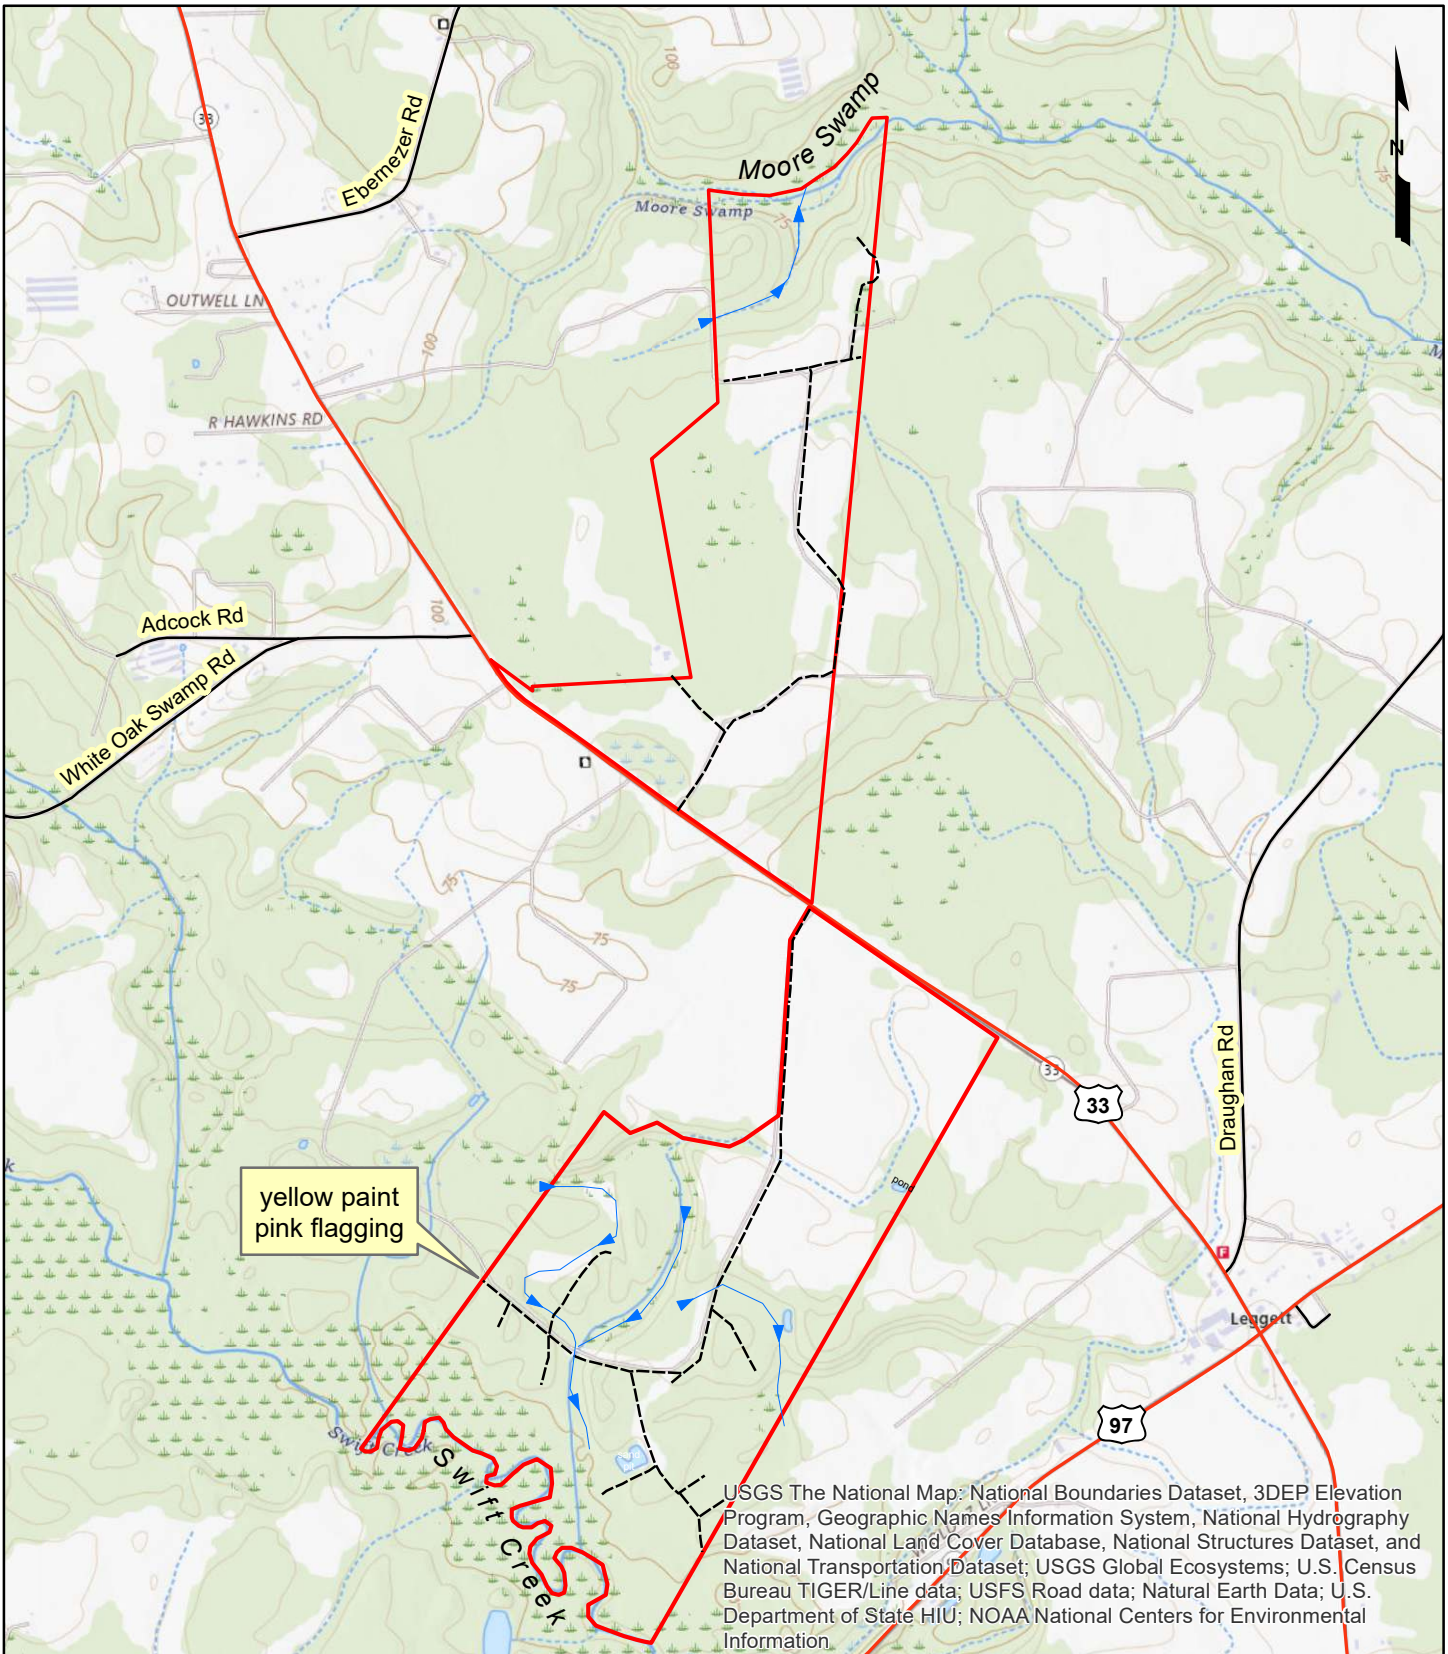 100
Moore Swamp
N
33
Ebernezer Rd
75
Moore Swamp
75
OUTWELL LN
100
R HAWKINS RD
100
Adcock Rd
White Oak Swamp Rd
75
75
75
33
33
Draughan Rd
pond
yellow paint
pink flagging
F
Leggett
97
Swift Creek
Swift Creek
USGS The National Map: National Boundaries Dataset, 3DEP Elevation
Program, Geographic Names Information System, National Hydrography
Dataset, National Land Cover Database, National Structures Dataset, and
National Transportation Dataset; USGS Global Ecosystems; U.S. Census
Bureau TIGER/Line data; USFS Road data; Natural Earth Data; U.S.
Department of State HIU; NOAA National Centers for Environmental
Information